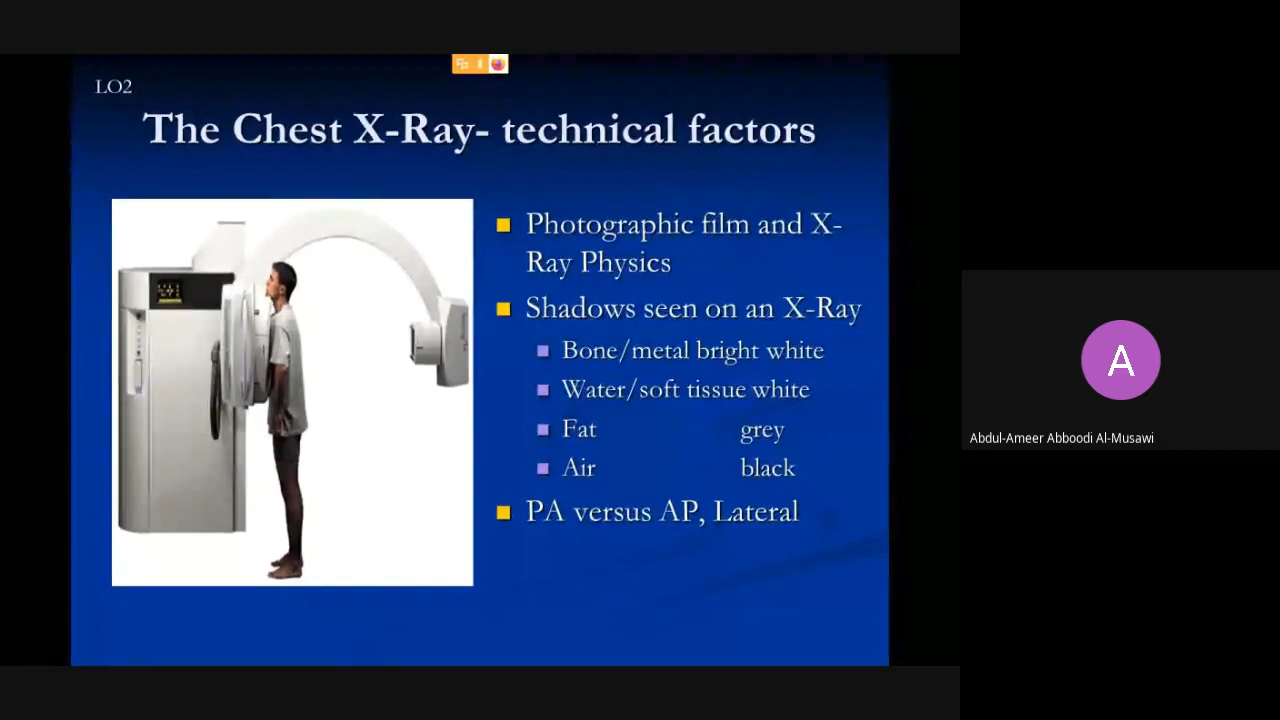 LO2
The Chest X-Ray- technical factors
Photographic film and X-
Ray Physics
Shadows seen on an X-Ray
Bone/metal bright white
Water/soft tissue white
Fat grey
Air black
PA versus AP, Lateral
A
Abdul-Ameer Abboodi Al-Musawi